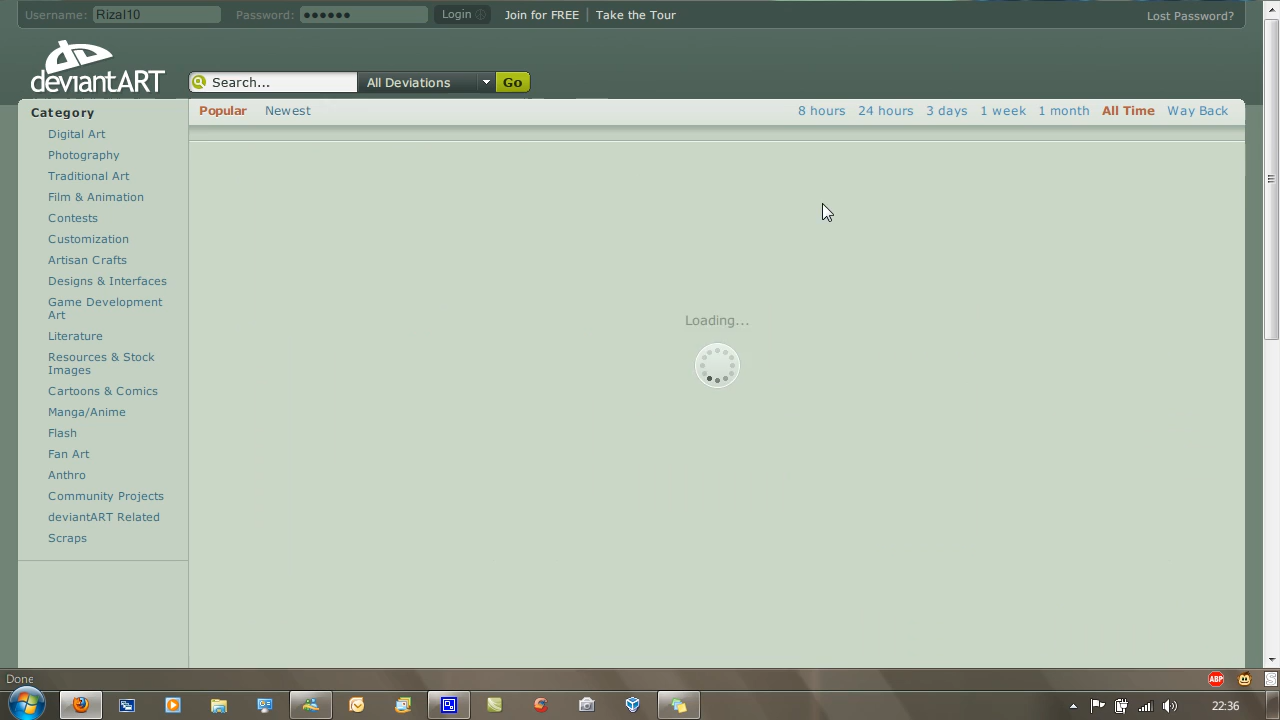 Username: Rizal10 Password: ●●●●●● Login Join for FREE Take the Tour Lost Password?
deviantART
Search... All Deviations Go
Category
Popular Newest 8 hours 24 hours 3 days 1 week 1 month All Time Way Back
Digital Art
Photography
Traditional Art
Film & Animation
Contests
Customization
Artisan Crafts
Designs & Interfaces
Game Development
Art
Literature
Resources & Stock
Images
Cartoons & Comics
Manga/Anime
Flash
Fan Art
Anthro
Community Projects
deviantART Related
Scraps
Loading...
Done
ABP
S
22:36